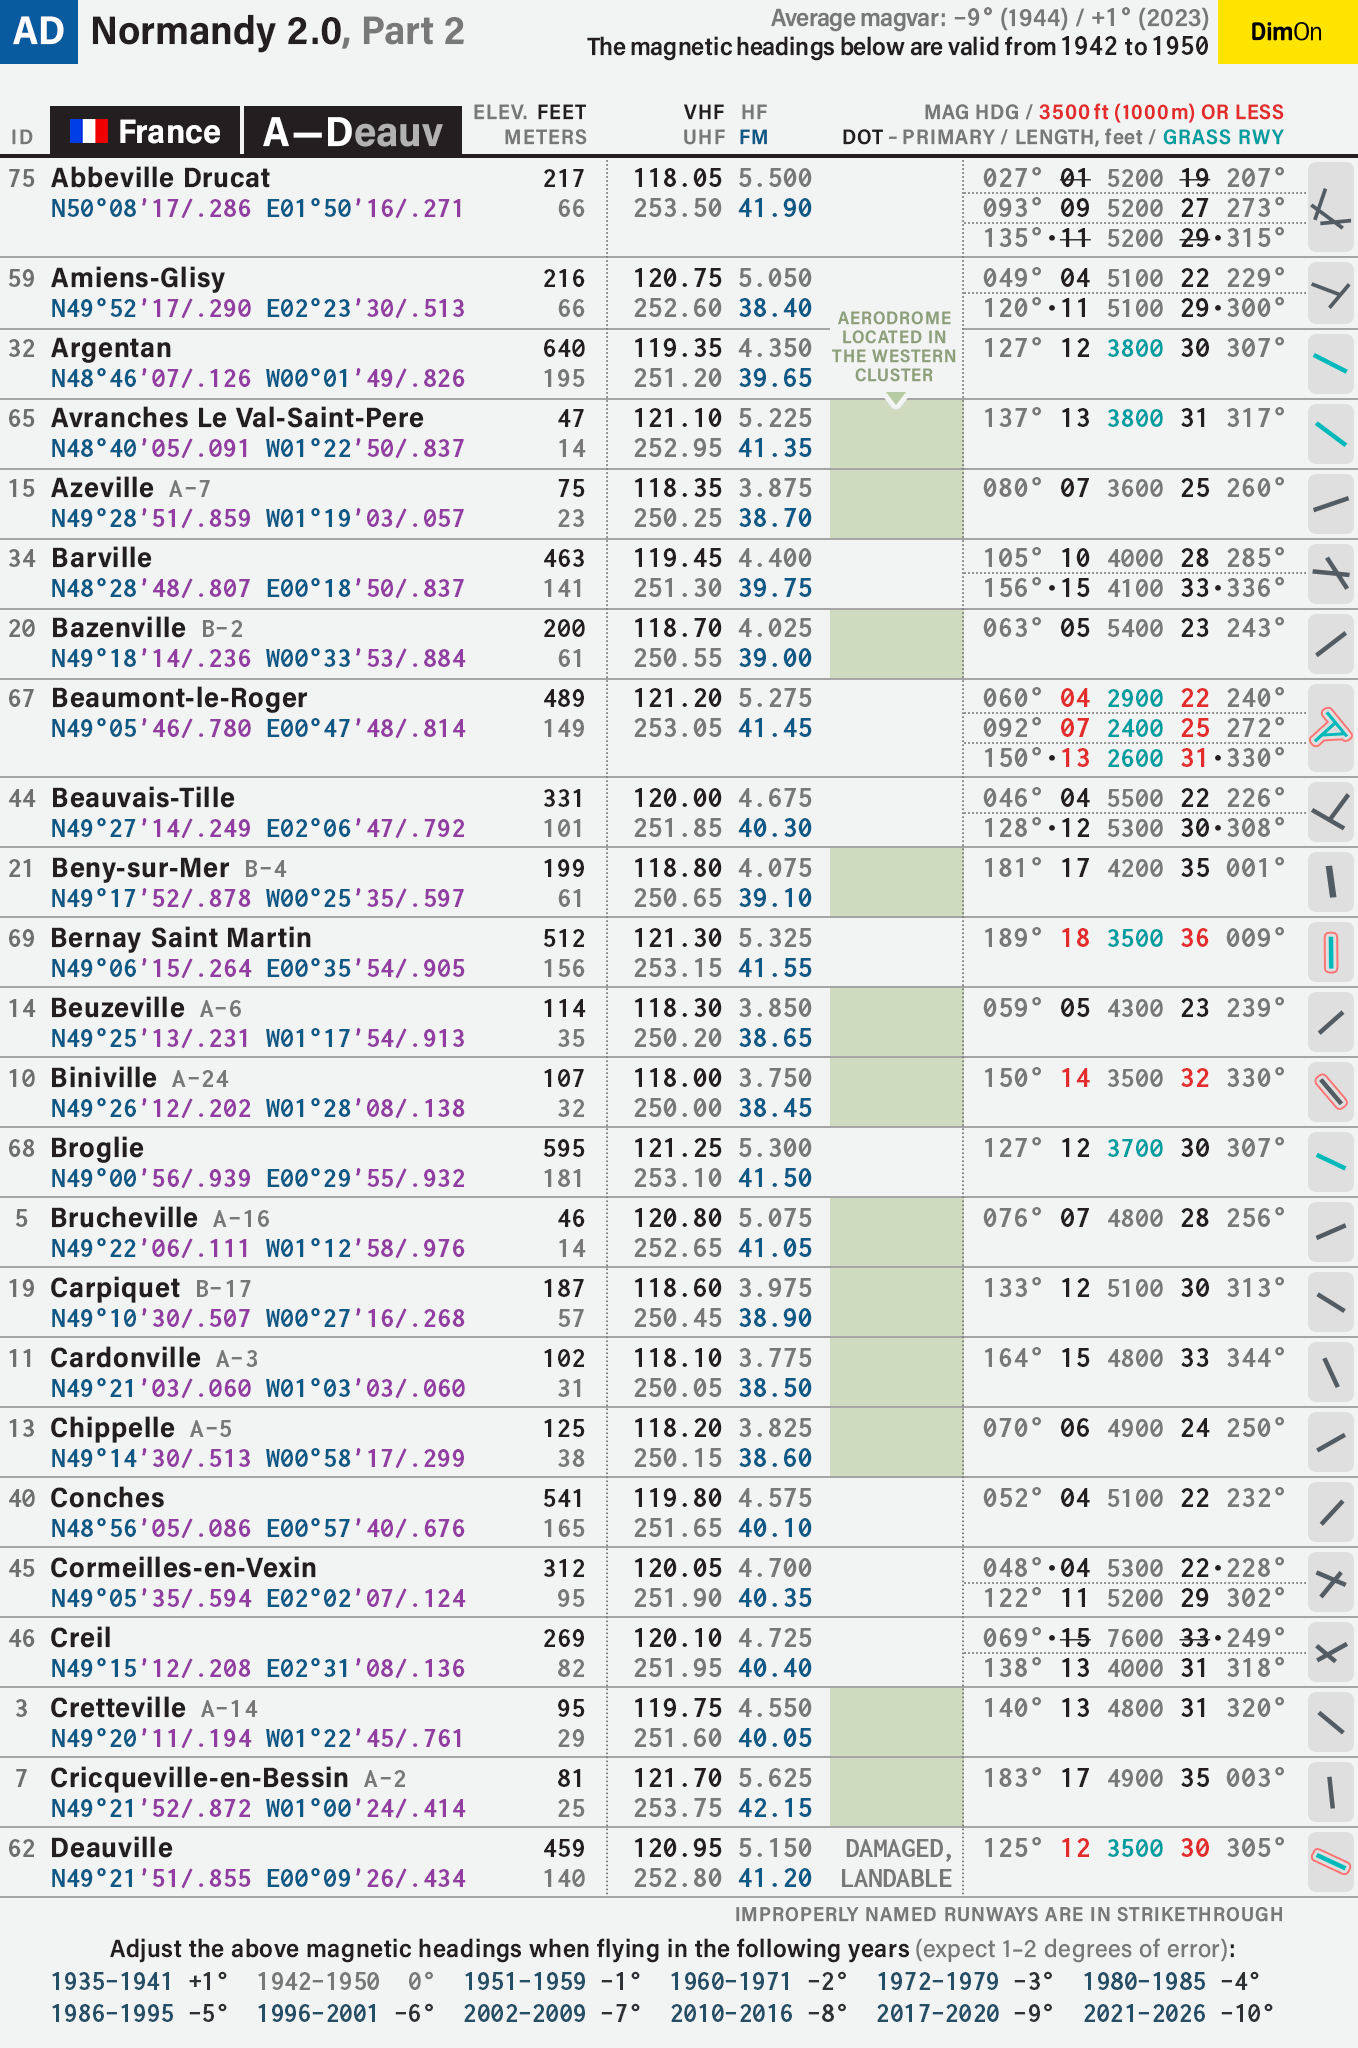 AD Normandy 2.0, Part 2
Average magvar: −9° (1944) / +1° (2023)
The magnetic headings below are valid from 1942 to 1950
DimOn
ID France A—Deauv ELEV. FEET METERS VHF HF UHF FM MAG HDG / 3500 ft (1000 m) OR LESS
DOT – PRIMARY / LENGTH, feet / GRASS RWY
75 Abbeville Drucat 217 118.05 5.500 027° 01 5200 19 207°
N50°08'17/.286 E01°50'16/.271 66 253.50 41.90 093° 09 5200 27 273°
135°·11 5200 29·315°
59 Amiens-Glisy 216 120.75 5.050 049° 04 5100 22 229°
N49°52'17/.290 E02°23'30/.513 66 252.60 38.40 120°·11 5100 29·300°
AERODROME
LOCATED IN
THE WESTERN
CLUSTER
32 Argentan 640 119.35 4.350 127° 12 3800 30 307°
N48°46'07/.126 W00°01'49/.826 195 251.20 39.65
65 Avranches Le Val-Saint-Pere 47 121.10 5.225 137° 13 3800 31 317°
N48°40'05/.091 W01°22'50/.837 14 252.95 41.35
15 Azeville A-7 75 118.35 3.875 080° 07 3600 25 260°
N49°28'51/.859 W01°19'03/.057 23 250.25 38.70
34 Barville 463 119.45 4.400 105° 10 4000 28 285°
N48°28'48/.807 E00°18'50/.837 141 251.30 39.75 156°·15 4100 33·336°
20 Bazenville B-2 200 118.70 4.025 063° 05 5400 23 243°
N49°18'14/.236 W00°33'53/.884 61 250.55 39.00
67 Beaumont-le-Roger 489 121.20 5.275 060° 04 2900 22 240°
N49°05'46/.780 E00°47'48/.814 149 253.05 41.45 092° 07 2400 25 272°
150°·13 2600 31·330°
44 Beauvais-Tille 331 120.00 4.675 046° 04 5500 22 226°
N49°27'14/.249 E02°06'47/.792 101 251.85 40.30 128°·12 5300 30·308°
21 Beny-sur-Mer B-4 199 118.80 4.075 181° 17 4200 35 001°
N49°17'52/.878 W00°25'35/.597 61 250.65 39.10
69 Bernay Saint Martin 512 121.30 5.325 189° 18 3500 36 009°
N49°06'15/.264 E00°35'54/.905 156 253.15 41.55
14 Beuzeville A-6 114 118.30 3.850 059° 05 4300 23 239°
N49°25'13/.231 W01°17'54/.913 35 250.20 38.65
10 Biniville A-24 107 118.00 3.750 150° 14 3500 32 330°
N49°26'12/.202 W01°28'08/.138 32 250.00 38.45
68 Broglie 595 121.25 5.300 127° 12 3700 30 307°
N49°00'56/.939 E00°29'55/.932 181 253.10 41.50
5 Brucheville A-16 46 120.80 5.075 076° 07 4800 28 256°
N49°22'06/.111 W01°12'58/.976 14 252.65 41.05
19 Carpiquet B-17 187 118.60 3.975 133° 12 5100 30 313°
N49°10'30/.507 W00°27'16/.268 57 250.45 38.90
11 Cardonville A-3 102 118.10 3.775 164° 15 4800 33 344°
N49°21'03/.060 W01°03'03/.060 31 250.05 38.50
13 Chippelle A-5 125 118.20 3.825 070° 06 4900 24 250°
N49°14'30/.513 W00°58'17/.299 38 250.15 38.60
40 Conches 541 119.80 4.575 052° 04 5100 22 232°
N48°56'05/.086 E00°57'40/.676 165 251.65 40.10
45 Cormeilles-en-Vexin 312 120.05 4.700 048°·04 5300 22·228°
N49°05'35/.594 E02°02'07/.124 95 251.90 40.35 122° 11 5200 29 302°
46 Creil 269 120.10 4.725 069°·15 7600 33·249°
N49°15'12/.208 E02°31'08/.136 82 251.95 40.40 138° 13 4000 31 318°
3 Cretteville A-14 95 119.75 4.550 140° 13 4800 31 320°
N49°20'11/.194 W01°22'45/.761 29 251.60 40.05
7 Cricqueville-en-Bessin A-2 81 121.70 5.625 183° 17 4900 35 003°
N49°21'52/.872 W01°00'24/.414 25 253.75 42.15
62 Deauville 459 120.95 5.150 DAMAGED, 125° 12 3500 30 305°
N49°21'51/.855 E00°09'26/.434 140 252.80 41.20 LANDABLE
IMPROPERLY NAMED RUNWAYS ARE IN STRIKETHROUGH
Adjust the above magnetic headings when flying in the following years (expect 1–2 degrees of error):
1935–1941 +1° 1942–1950 0° 1951–1959 −1° 1960–1971 −2° 1972–1979 −3° 1980–1985 −4°
1986–1995 −5° 1996–2001 −6° 2002–2009 −7° 2010–2016 −8° 2017–2020 −9° 2021–2026 −10°